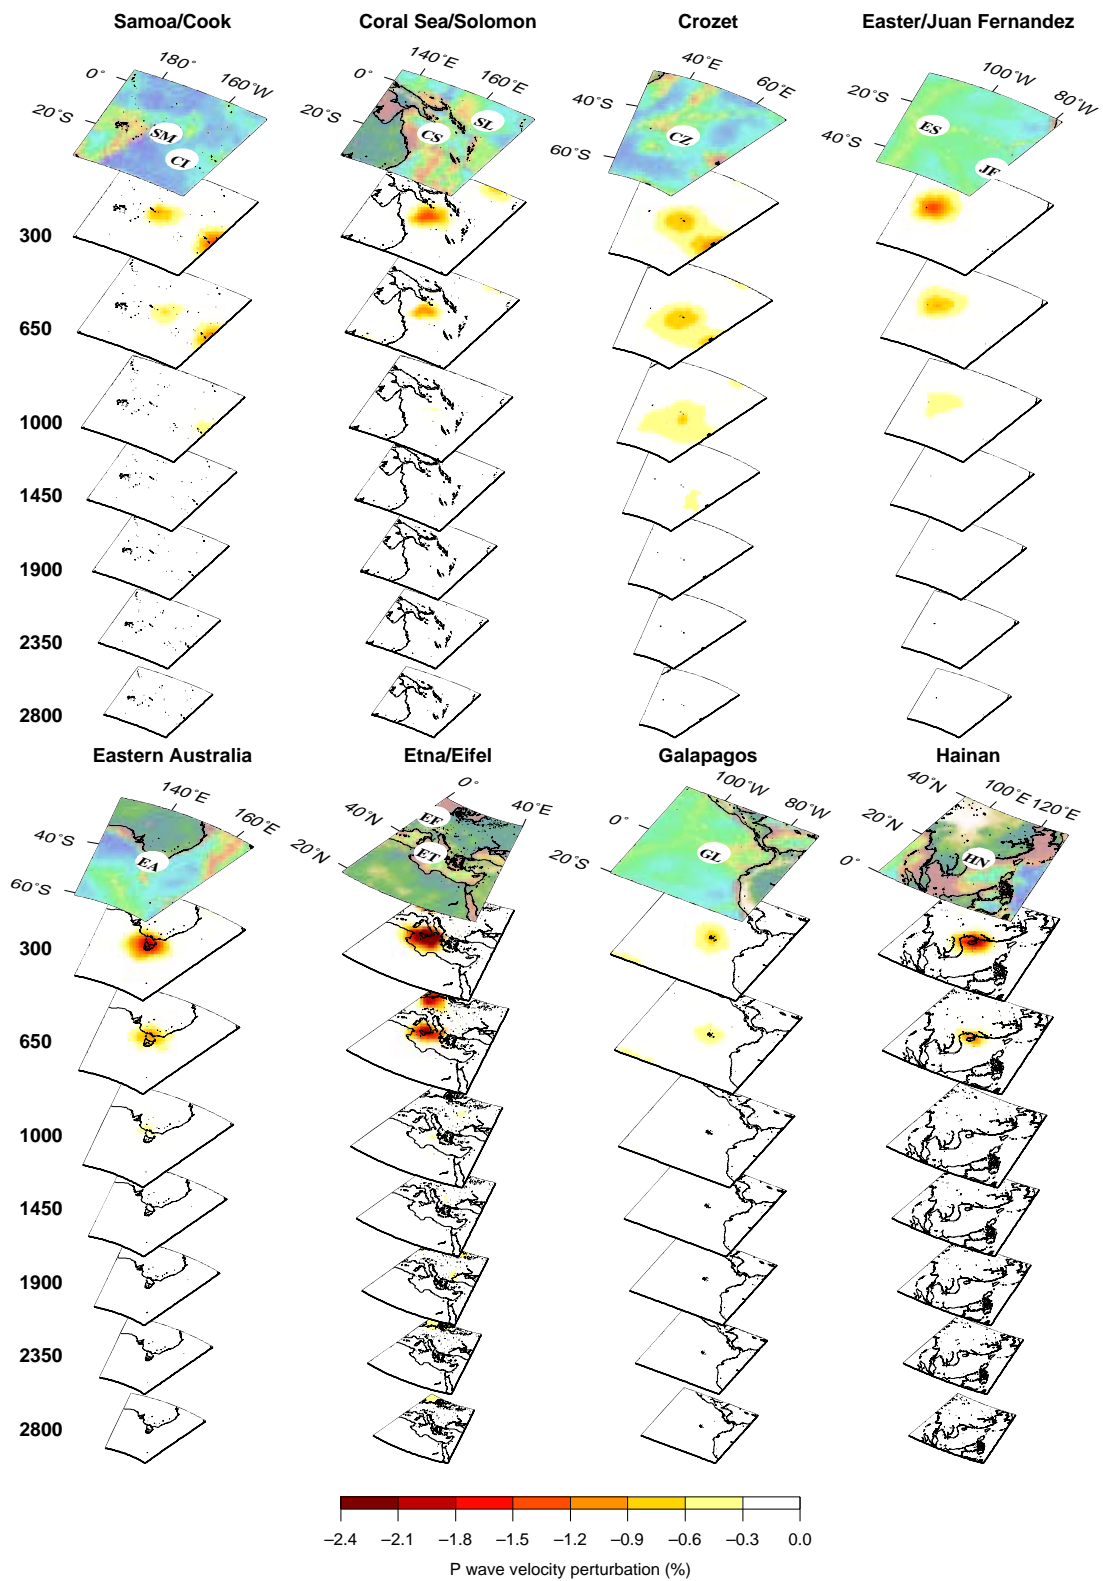 Samoa/Cook
Coral Sea/Solomon
Crozet
Easter/Juan Fernandez
180˚
160˚W
0˚
20˚S
SM
CI
140˚E
160˚E
0˚
20˚S
CS
SL
40˚E
60˚E
40˚S
60˚S
CZ
100˚W
80˚W
20˚S
40˚S
ES
JF
300
650
1000
1450
1900
2350
2800
Eastern Australia
Etna/Eifel
Galapagos
Hainan
140˚E
160˚E
40˚S
60˚S
EA
0˚
40˚E
40˚N
20˚N
EF
ET
100˚W
80˚W
0˚
20˚S
GL
40˚N
100˚E
120˚E
20˚N
0˚
HN
300
650
1000
1450
1900
2350
2800
−2.4 −2.1 −1.8 −1.5 −1.2 −0.9 −0.6 −0.3 0.0
P wave velocity perturbation (%)